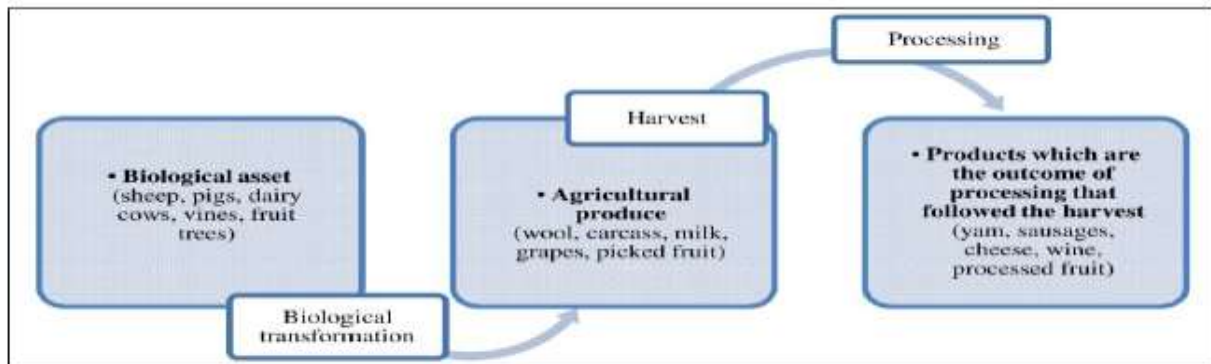 • Biological asset
(sheep, pigs, dairy
cows, vines, fruit
trees)
Biological
transformation
Harvest
• Agricultural
produce
(wool, carcass, milk,
grapes, picked fruit)
Processing
• Products which are
the outcome of
processing that
followed the harvest
(yam, sausages,
cheese, wine,
processed fruit)